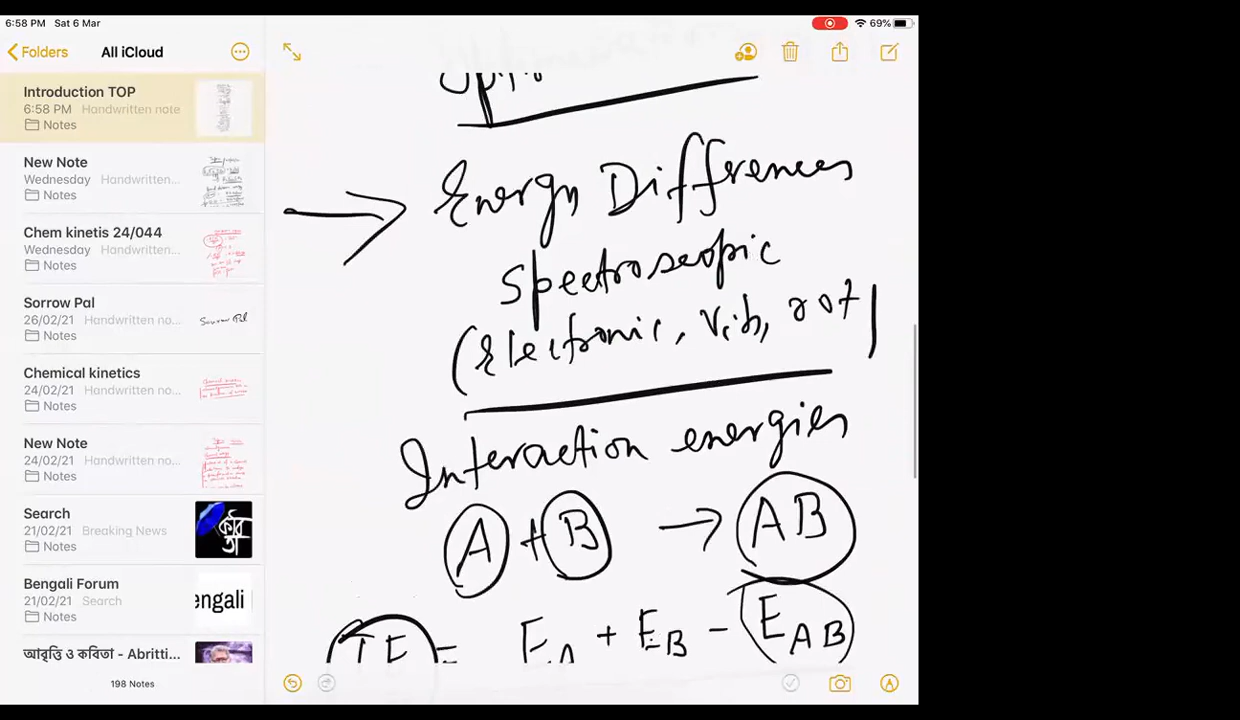 6:58 PM Sat 6 Mar
69%
Folders
All iCloud
Introduction TOP
6:58 PM Handwritten note
Notes
New Note
Wednesday Handwritten...
Notes
Chem kinetis 24/044
Wednesday Handwritten...
Notes
Sorrow Pal
26/02/21 Handwritten no...
Notes
Chemical kinetics
24/02/21 Handwritten no...
Notes
New Note
24/02/21 Handwritten no...
Notes
Search
21/02/21 Breaking News
Notes
Bengali Forum
21/02/21 Search
Notes
engali
আবৃত্তি ও কবিতা - Abritti...
198 Notes
Energy Differences
Spectroscopic
(Electronic, Vib, rot)
Interaction energies
A + B → AB
I E = EA + EB - EAB